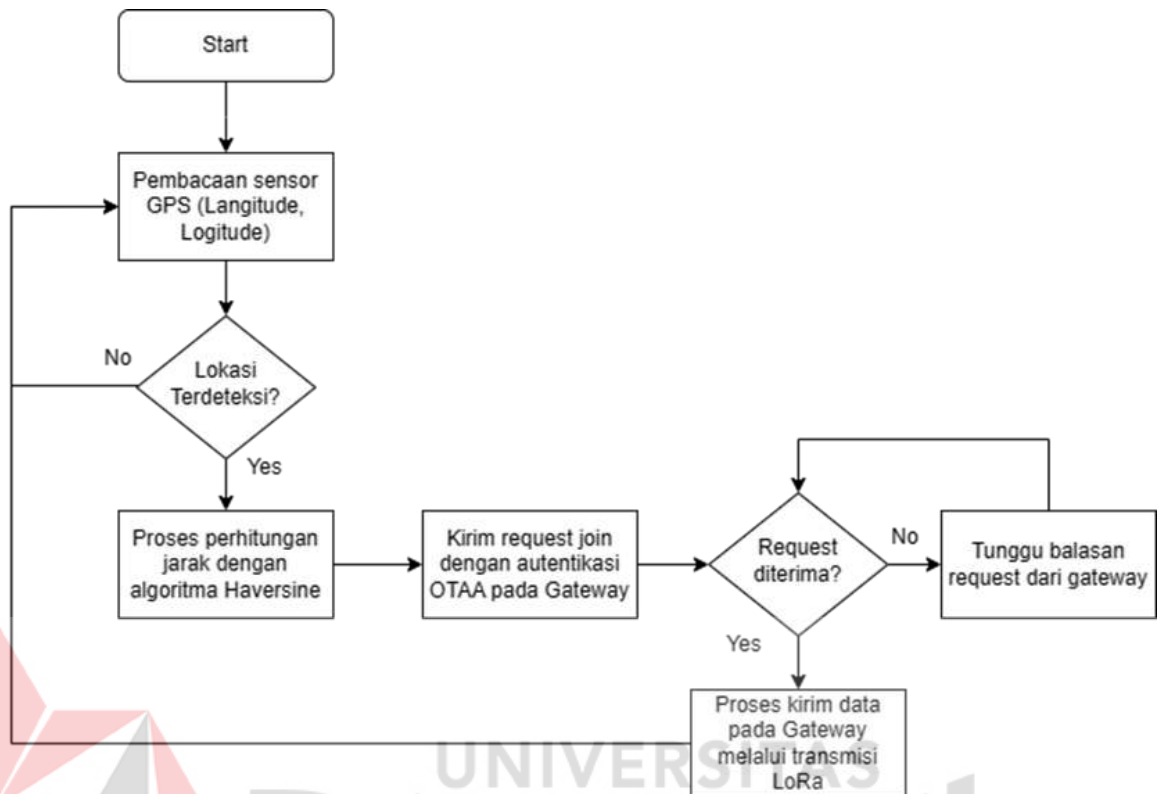 Start
Pembacaan sensor
GPS (Langitude,
Logitude)
No
Lokasi
Terdeteksi?
Yes
Proses perhitungan
jarak dengan
algoritma Haversine
Kirim request join
dengan autentikasi
OTAA pada Gateway
Request
diterima?
No
Tunggu balasan
request dari gateway
Yes
Proses kirim data
pada Gateway
melalui transmisi
LoRa
UNIVERSITAS